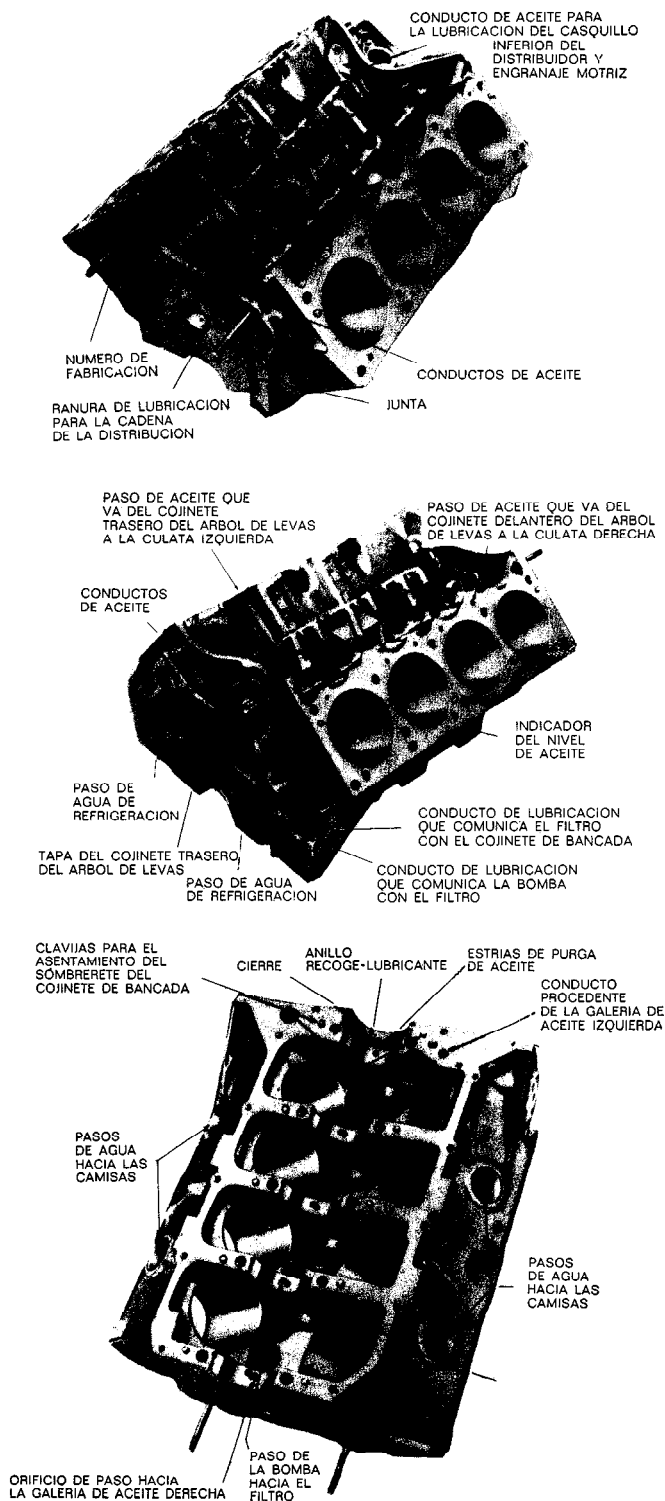 CONDUCTO DE ACEITE PARA
LA LUBRICACION DEL CASQUILLO
INFERIOR DEL
DISTRIBUIDOR Y
ENGRANAJE MOTRIZ
NUMERO DE
FABRICACION
CONDUCTOS DE ACEITE
RANURA DE LUBRICACION
PARA LA CADENA
DE LA DISTRIBUCION
JUNTA
PASO DE ACEITE QUE
VA DEL COJINETE
TRASERO DEL ARBOL DE LEVAS
A LA CULATA IZQUIERDA
PASO DE ACEITE QUE VA DEL
COJINETE DELANTERO DEL ARBOL
DE LEVAS A LA CULATA DERECHA
CONDUCTOS
DE ACEITE
INDICADOR
DEL NIVEL
DE ACEITE
PASO DE
AGUA DE
REFRIGERACION
CONDUCTO DE LUBRICACION
QUE COMUNICA EL FILTRO
CON EL COJINETE DE BANCADA
TAPA DEL COJINETE TRASERO
DEL ARBOL DE LEVAS
PASO DE AGUA
DE REFRIGERACION
CONDUCTO DE LUBRICACION
QUE COMUNICA LA BOMBA
CON EL FILTRO
CLAVIJAS PARA EL
ASENTAMIENTO DEL
SOMBRERETE DEL
COJINETE DE BANCADA
CIERRE
ANILLO
RECOGE-LUBRICANTE
ESTRIAS DE PURGA
DE ACEITE
CONDUCTO
PROCEDENTE
DE LA GALERIA DE
ACEITE IZQUIERDA
PASOS
DE AGUA
HACIA LAS
CAMISAS
PASOS
DE AGUA
HACIA LAS
CAMISAS
ORIFICIO DE PASO HACIA
LA GALERIA DE ACEITE DERECHA
PASO DE
LA BOMBA
HACIA EL
FILTRO